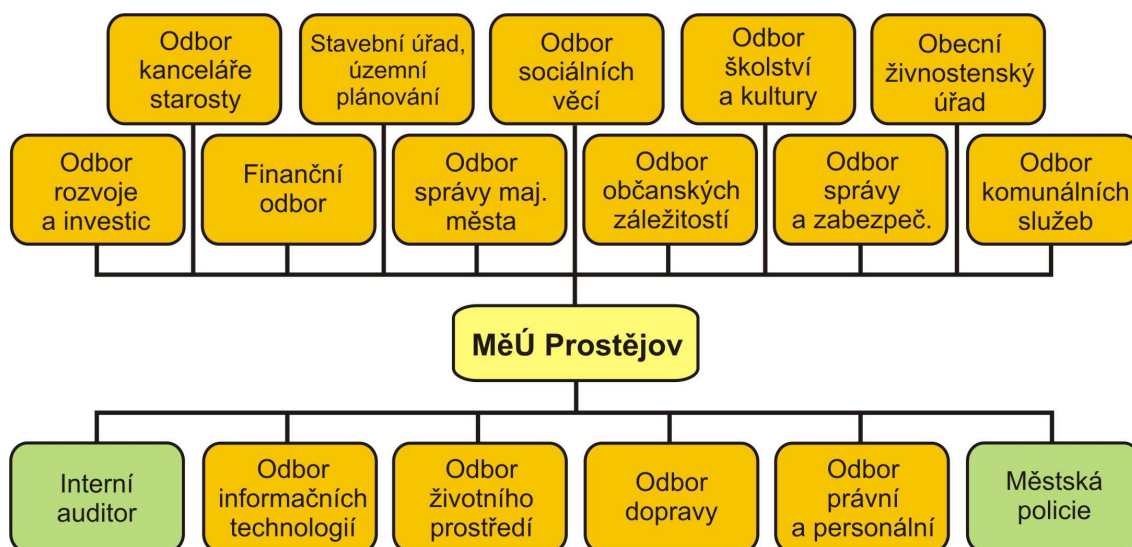 Odbor
kanceláře
starosty
Stavební úřad,
územní
plánování
Odbor
sociálních
věcí
Odbor
školství
a kultury
Obecní
živnostenský
úřad
Odbor
rozvoje
a investic
Finanční
odbor
Odbor
správy maj.
města
Odbor
občanských
záležitostí
Odbor
správy
a zabezpeč.
Odbor
komunálních
služeb
MěÚ Prostějov
Interní
auditor
Odbor
informačních
technologií
Odbor
životního
prostředí
Odbor
dopravy
Odbor
právní
a personální
Městská
policie